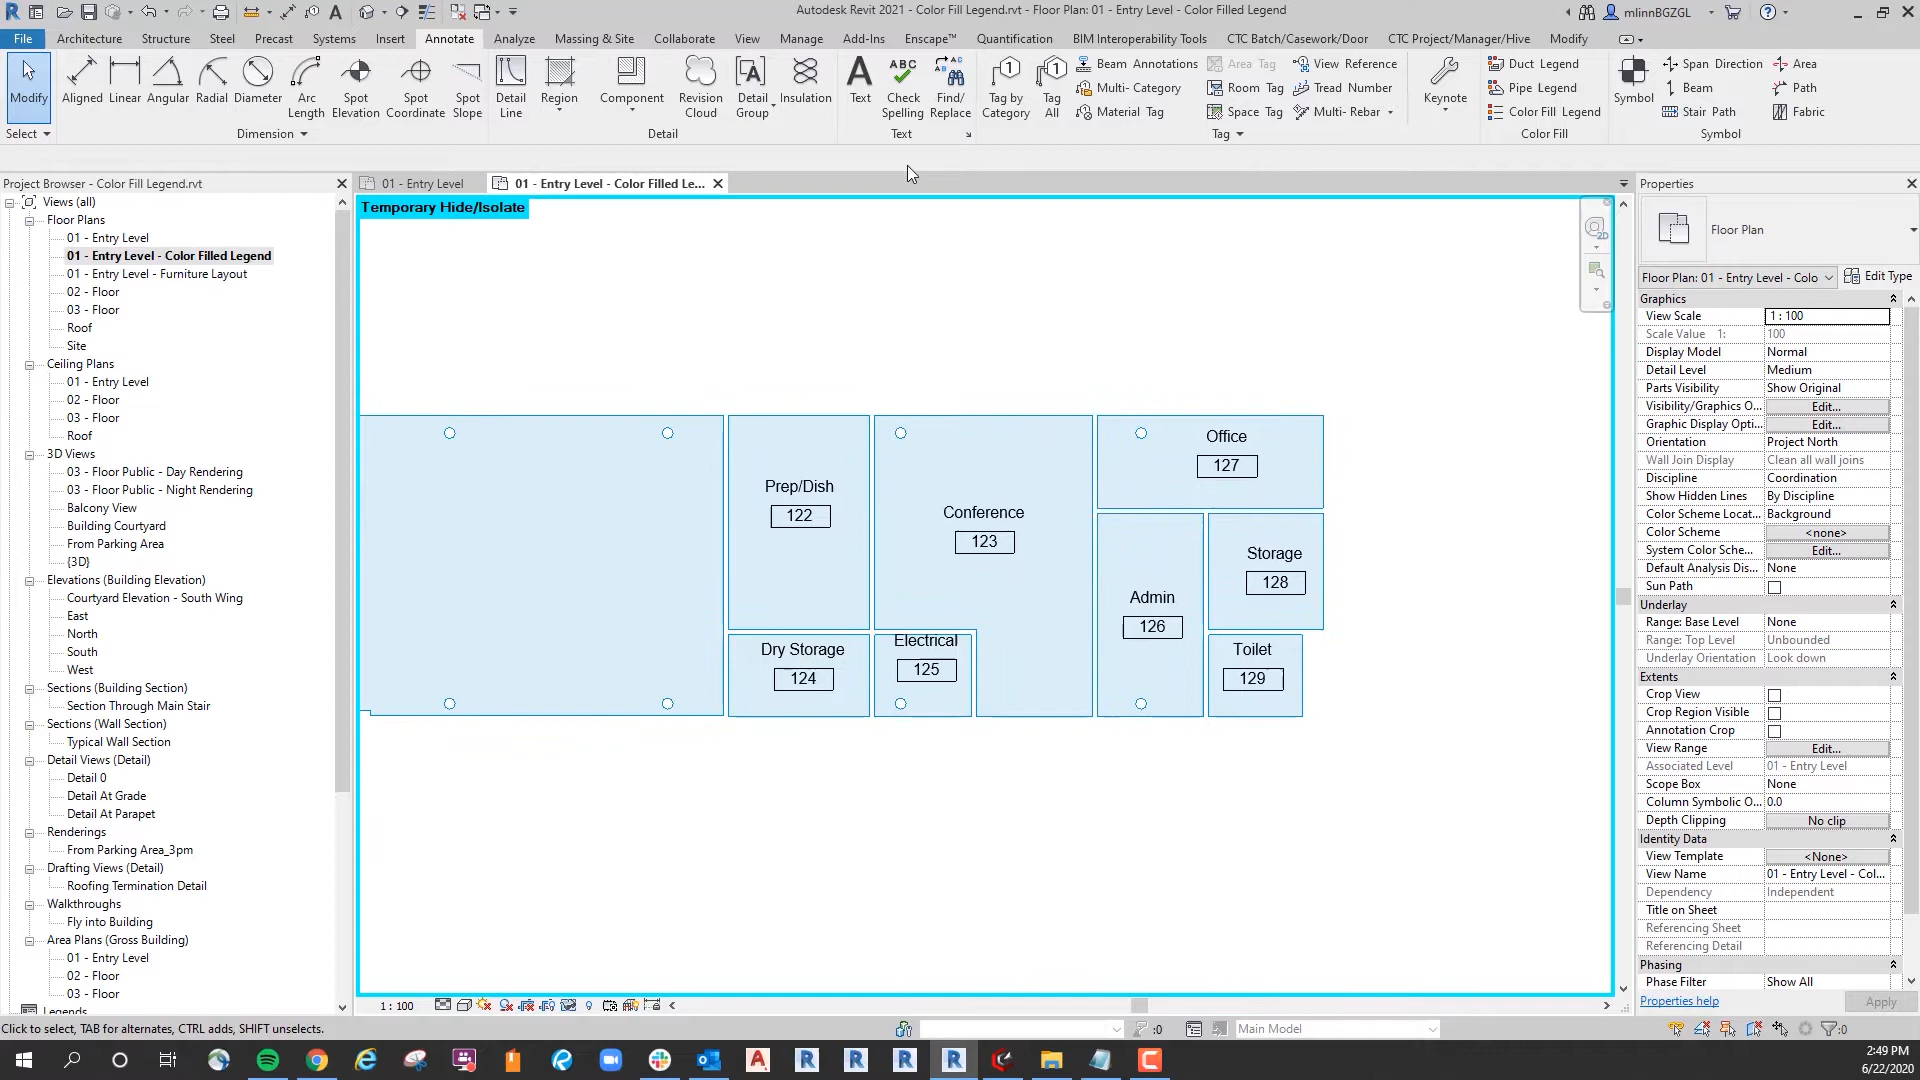 Autodesk Revit 2021 - Color Fill Legend.rvt - Floor Plan: 01 - Entry Level - Color Filled Legend
mlinnBGZGL
File Architecture Structure Steel Precast Systems Insert Annotate Analyze Massing & Site Collaborate View Manage Add-Ins Enscape™ Quantification BIM Interoperability Tools CTC Batch/Casework/Door CTC Project/Manager/Hive Modify
Modify
Aligned Linear Angular Radial Diameter Arc Length Spot Elevation Spot Coordinate Spot Slope
Detail Line Region Component Revision Cloud Detail Group Insulation
Text Check Spelling Find/ Replace
Tag by Category Tag All
Beam Annotations Area Tag View Reference
Multi- Category Room Tag Tread Number
Material Tag Space Tag Multi- Rebar
Keynote
Duct Legend
Pipe Legend
Color Fill Legend
Symbol
Span Direction Area
Beam Path
Stair Path Fabric
Select Dimension Detail Text Tag Color Fill Symbol
Project Browser - Color Fill Legend.rvt
Views (all)
Floor Plans
01 - Entry Level
01 - Entry Level - Color Filled Legend
01 - Entry Level - Furniture Layout
02 - Floor
03 - Floor
Roof
Site
Ceiling Plans
01 - Entry Level
02 - Floor
03 - Floor
Roof
3D Views
03 - Floor Public - Day Rendering
03 - Floor Public - Night Rendering
Balcony View
Building Courtyard
From Parking Area
{3D}
Elevations (Building Elevation)
Courtyard Elevation - South Wing
East
North
South
West
Sections (Building Section)
Section Through Main Stair
Sections (Wall Section)
Typical Wall Section
Detail Views (Detail)
Detail 0
Detail At Grade
Detail At Parapet
Renderings
From Parking Area_3pm
Drafting Views (Detail)
Roofing Termination Detail
Walkthroughs
Fly into Building
Area Plans (Gross Building)
01 - Entry Level
02 - Floor
03 - Floor
Legends
01 - Entry Level
01 - Entry Level - Color Filled Le...
Temporary Hide/Isolate
2D
Prep/Dish
122
Conference
123
Office
127
Storage
128
Admin
126
Dry Storage
124
Electrical
125
Toilet
129
1 : 100
Properties
Floor Plan
Floor Plan: 01 - Entry Level - Colo
Edit Type
Graphics
View Scale 1 : 100
Scale Value 1: 100
Display Model Normal
Detail Level Medium
Parts Visibility Show Original
Visibility/Graphics O... Edit...
Graphic Display Opti... Edit...
Orientation Project North
Wall Join Display Clean all wall joins
Discipline Coordination
Show Hidden Lines By Discipline
Color Scheme Locat... Background
Color Scheme <none>
System Color Sche... Edit...
Default Analysis Dis... None
Sun Path
Underlay
Range: Base Level None
Range: Top Level Unbounded
Underlay Orientation Look down
Extents
Crop View
Crop Region Visible
Annotation Crop
View Range Edit...
Associated Level 01 - Entry Level
Scope Box None
Column Symbolic O... 0.0
Depth Clipping No clip
Identity Data
View Template <None>
View Name 01 - Entry Level - Col...
Dependency Independent
Title on Sheet
Referencing Sheet
Referencing Detail
Phasing
Phase Filter Show All
Properties help Apply
Click to select, TAB for alternates, CTRL adds, SHIFT unselects.
:0
Main Model
:0
2:49 PM
6/22/2020